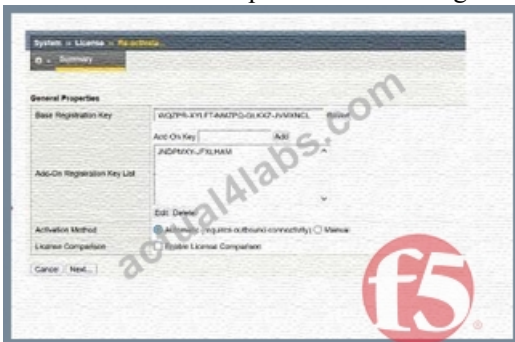 System » License » Re-activate...
Summary
General Properties
Base Registration Key
Add-On Key
Add
Add-On Registration Key List
Edit Delete
Activation Method
Automatic (requires outbound connectivity) Manual
License Comparison
Enable License Comparison
Cancel Next...
actual4labs.com
f5